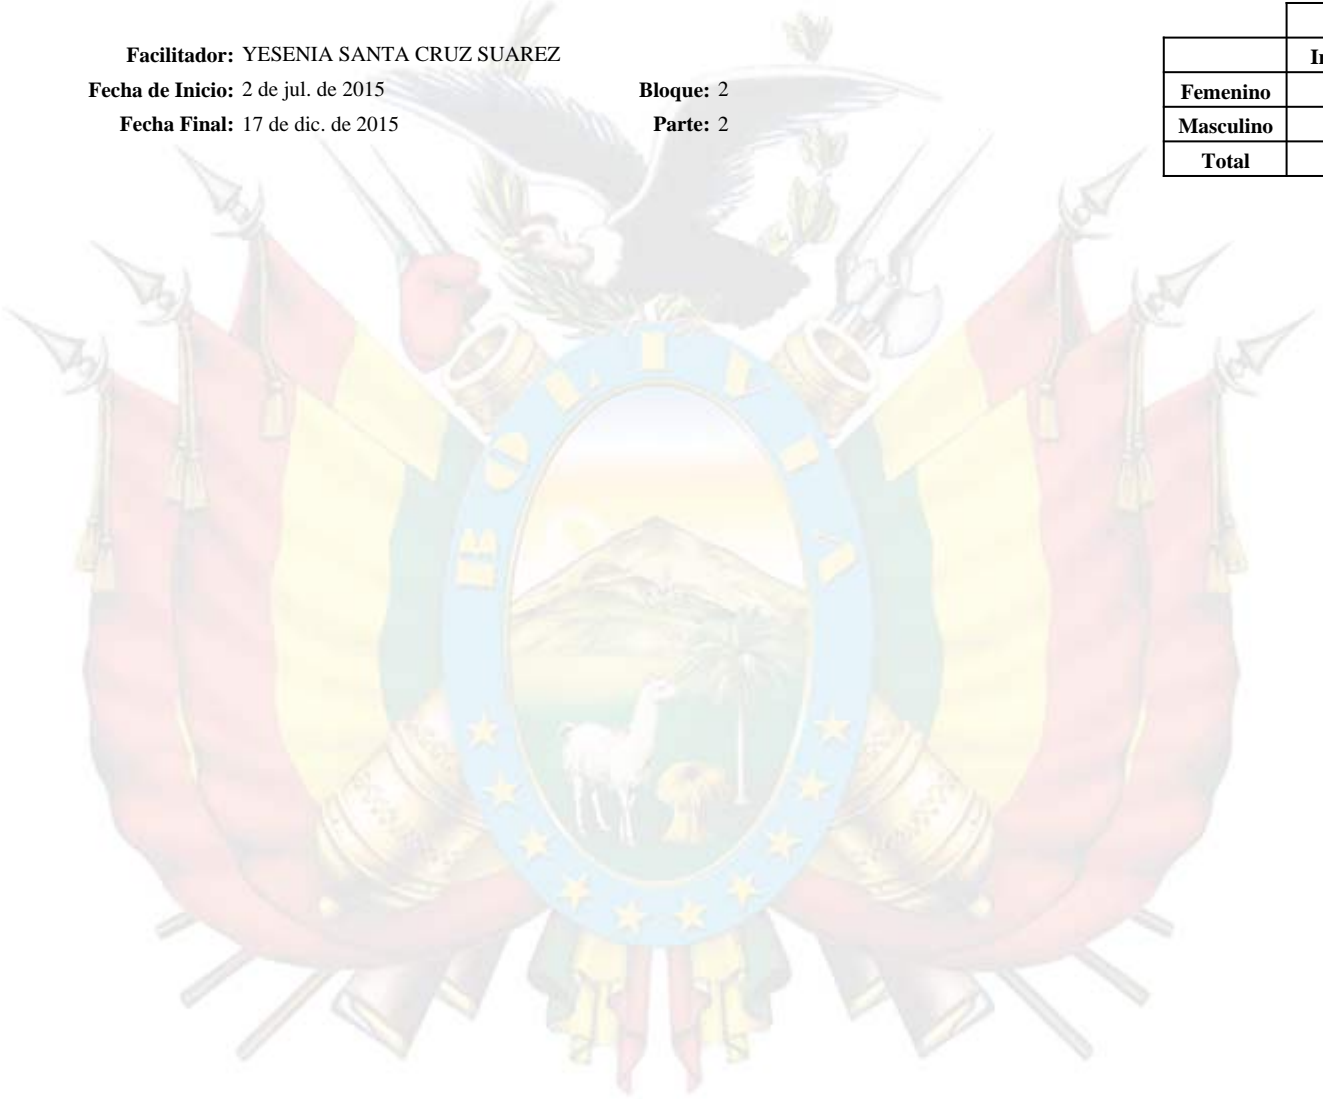 Facilitador: YESENIA SANTA CRUZ SUAREZ
Fecha de Inicio: 2 de jul. de 2015 Bloque: 2
Fecha Final: 17 de dic. de 2015 Parte: 2
Femenino
Masculino
Total
BOLIVIA